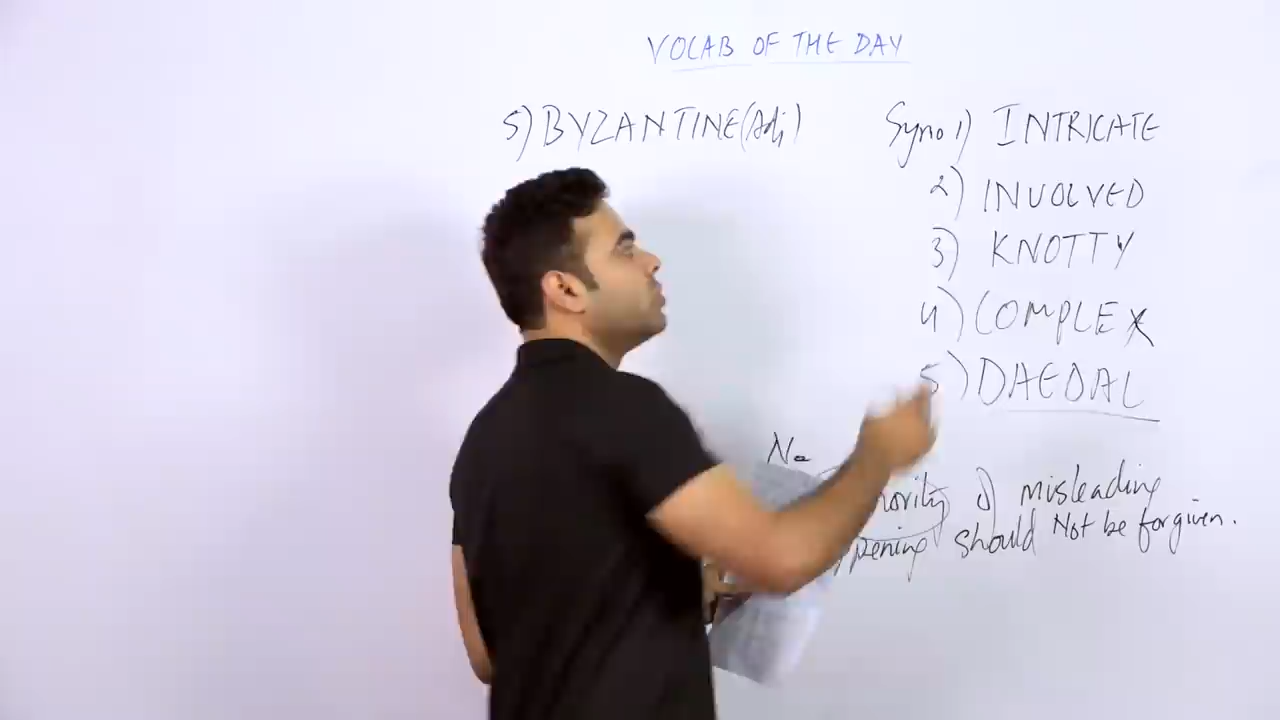 VOCAB OF THE DAY
5) BYZANTINE (Adj) Syno 1) INTRICATE
2) INVOLVED
3) KNOTTY
4) COMPLEX
5) DAEDAL
misleading
should Not be forgiven.